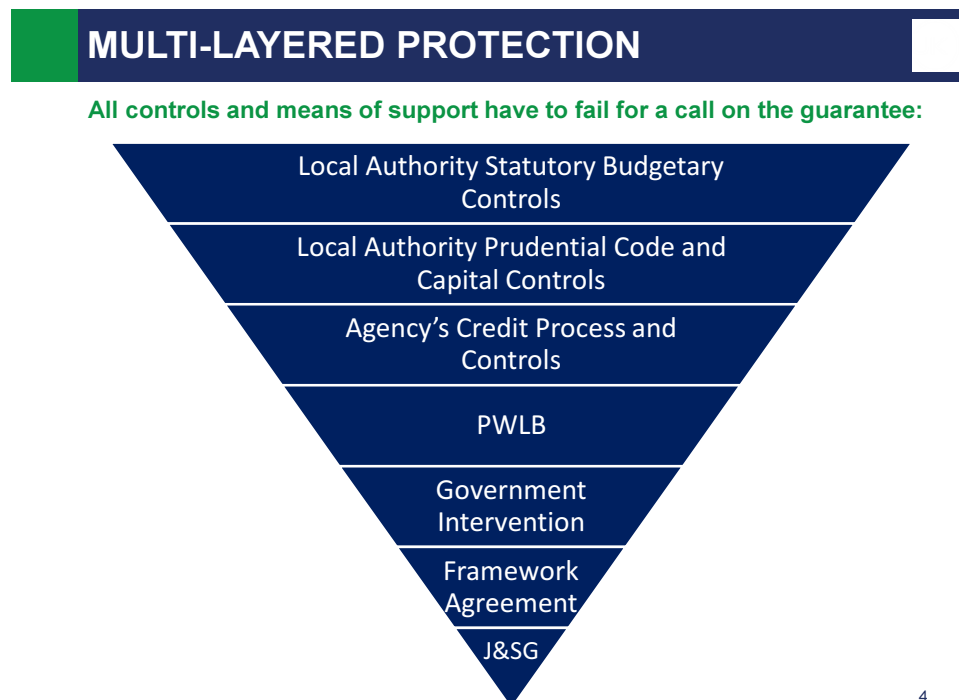 MULTI-LAYERED PROTECTION
All controls and means of support have to fail for a call on the guarantee:
Local Authority Statutory Budgetary
Controls
Local Authority Prudential Code and
Capital Controls
Agency’s Credit Process and
Controls
PWLB
Government
Intervention
Framework
Agreement
J&SG
4